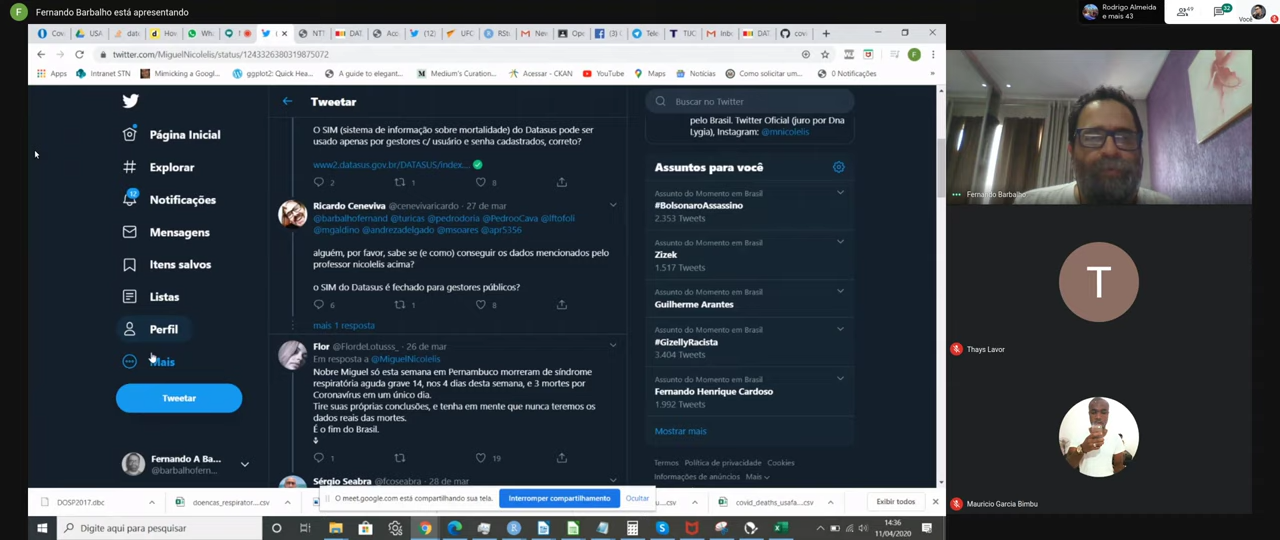 Fernando Barbalho está apresentando
Rodrigo Almeida
e mais 43
49
32
Você
twitter.com/MiguelNicolelis/status/1243326380319875072
Apps
Intranet STN
Mimicking a Googl...
ggplot2: Quick Hea...
A guide to elegant...
Medium's Curation...
Acessar - CKAN
YouTube
Maps
Notícias
Como solicitar um...
0 Notificações
Página Inicial
Explorar
12
Notificações
Mensagens
Itens salvos
Listas
Perfil
Mais
Tweetar
Fernando A Ba...
@barbalhofern...
Tweetar
O SIM (sistema de informação sobre mortalidade) do Datasus pode ser
usado apenas por gestores c/ usuário e senha cadastrados, correto?
www2.datasus.gov.br/DATASUS/index...
2 1 8
Ricardo Ceneviva @cenevivaricardo · 27 de mar
@barbalhofernand @turicas @pedrodoria @PedrooCava @lftofoli
@mgaldino @andrezadelgado @msoares @apr5356
alguém, por favor, sabe se (e como) conseguir os dados mencionados pelo
professor nicolelis acima?
o SIM do Datasus é fechado para gestores públicos?
6 1 8
mais 1 resposta
Flor @FlordeLotusss_ · 26 de mar
Em resposta a @MiguelNicolelis
Nobre Miguel só esta semana em Pernambuco morreram de síndrome
respiratória aguda grave 14, nos 4 dias desta semana, e 3 mortes por
Coronavírus em um único dia.
Tire suas próprias conclusões, e tenha em mente que nunca teremos os
dados reais das mortes.
É o fim do Brasil.
1 19
Sérgio Seabra @fcoseabra · 28 de mar
Buscar no Twitter
pelo Brasil. Twitter Oficial (juro por Dna
Lygia), Instagram: @mnicolelis
Assuntos para você
Assunto do Momento em Brasil
#BolsonaroAssassino
2.353 Tweets
Assunto do Momento em Brasil
Zizek
1.517 Tweets
Assunto do Momento em Brasil
Guilherme Arantes
Assunto do Momento em Brasil
#GizellyRacista
3.404 Tweets
Assunto do Momento em Brasil
Fernando Henrique Cardoso
1.992 Tweets
Mostrar mais
Termos Política de privacidade Cookies
Informações de anúncios Mais
DOSP2017.dbc
doencas_respirator....csv
O meet.google.com está compartilhando sua tela.
Interromper compartilhamento
Ocultar
covid_deaths_usafa....csv
Exibir todos
Digite aqui para pesquisar
14:36
11/04/2020
Fernando Barbalho
T
Thays Lavor
Mauricio Garcia Bimbu